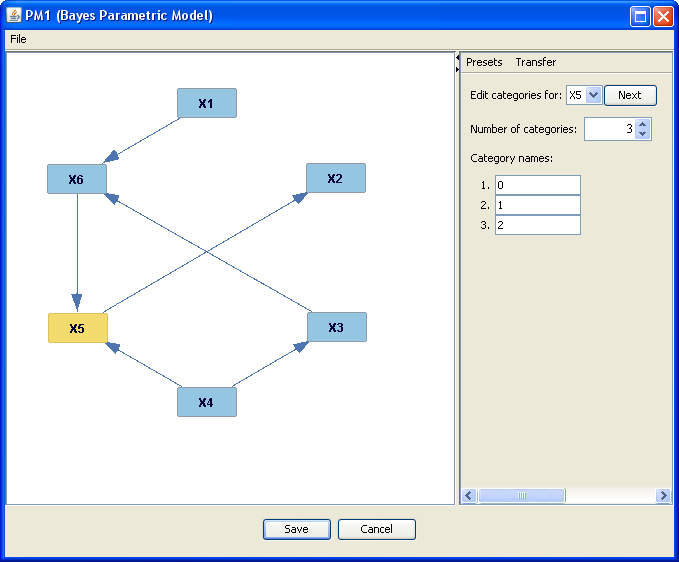 PM1 (Bayes Parametric Model)
File
X1
X6
X2
X5
X3
X4
Presets Transfer
Edit categories for: X5 Next
Number of categories: 3
Category names:
1. 0
2. 1
3. 2
Save Cancel